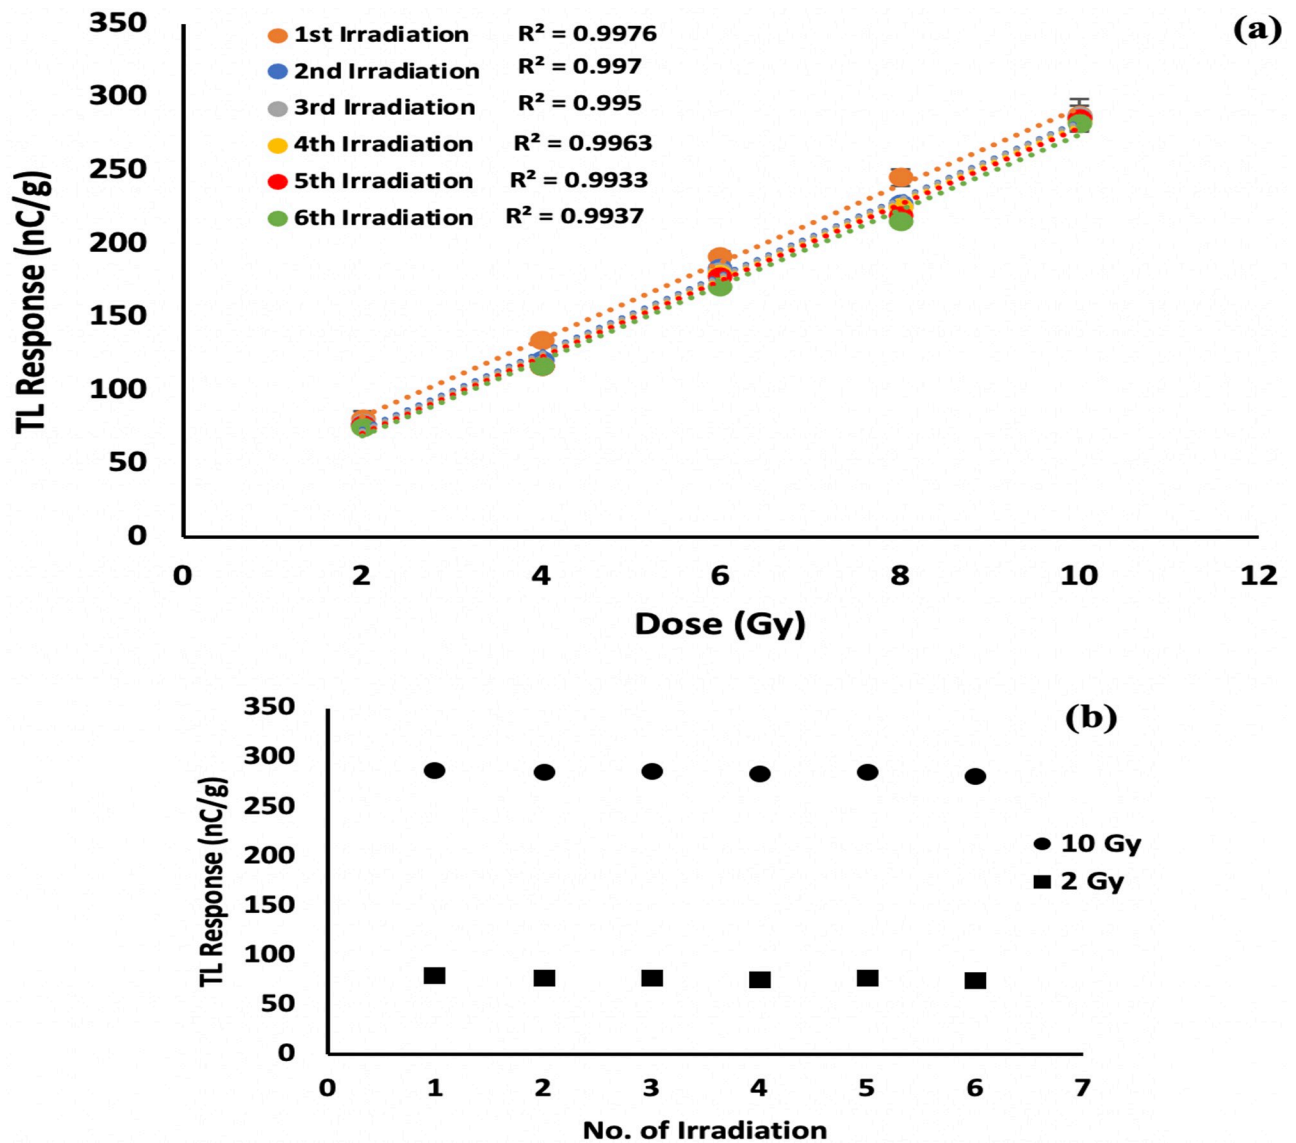 (a)
350
300
250
200
150
100
50
0
TL Response (nC/g)
1st Irradiation R² = 0.9976
2nd Irradiation R² = 0.997
3rd Irradiation R² = 0.995
4th Irradiation R² = 0.9963
5th Irradiation R² = 0.9933
6th Irradiation R² = 0.9937
0 2 4 6 8 10 12
Dose (Gy)
(b)
350
300
250
200
150
100
50
0
TL Response (nC/g)
10 Gy
2 Gy
0 1 2 3 4 5 6 7
No. of Irradiation